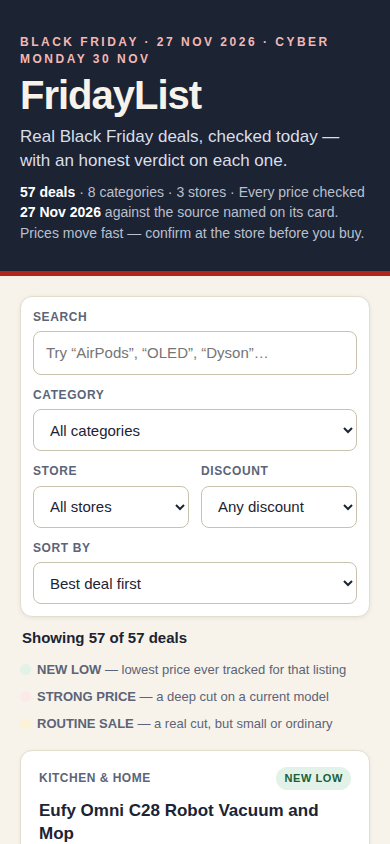 BLACK FRIDAY · 27 NOV 2026 · CYBER
MONDAY 30 NOV
FridayList
Real Black Friday deals, checked today —
with an honest verdict on each one.
57 deals · 8 categories · 3 stores · Every price checked
27 Nov 2026 against the source named on its card.
Prices move fast — confirm at the store before you buy.
SEARCH
Try “AirPods”, “OLED”, “Dyson”…
CATEGORY
All categories
STORE DISCOUNT
All stores Any discount
SORT BY
Best deal first
Showing 57 of 57 deals
NEW LOW — lowest price ever tracked for that listing
STRONG PRICE — a deep cut on a current model
ROUTINE SALE — a real cut, but small or ordinary
KITCHEN & HOME NEW LOW
Eufy Omni C28 Robot Vacuum and
Mop